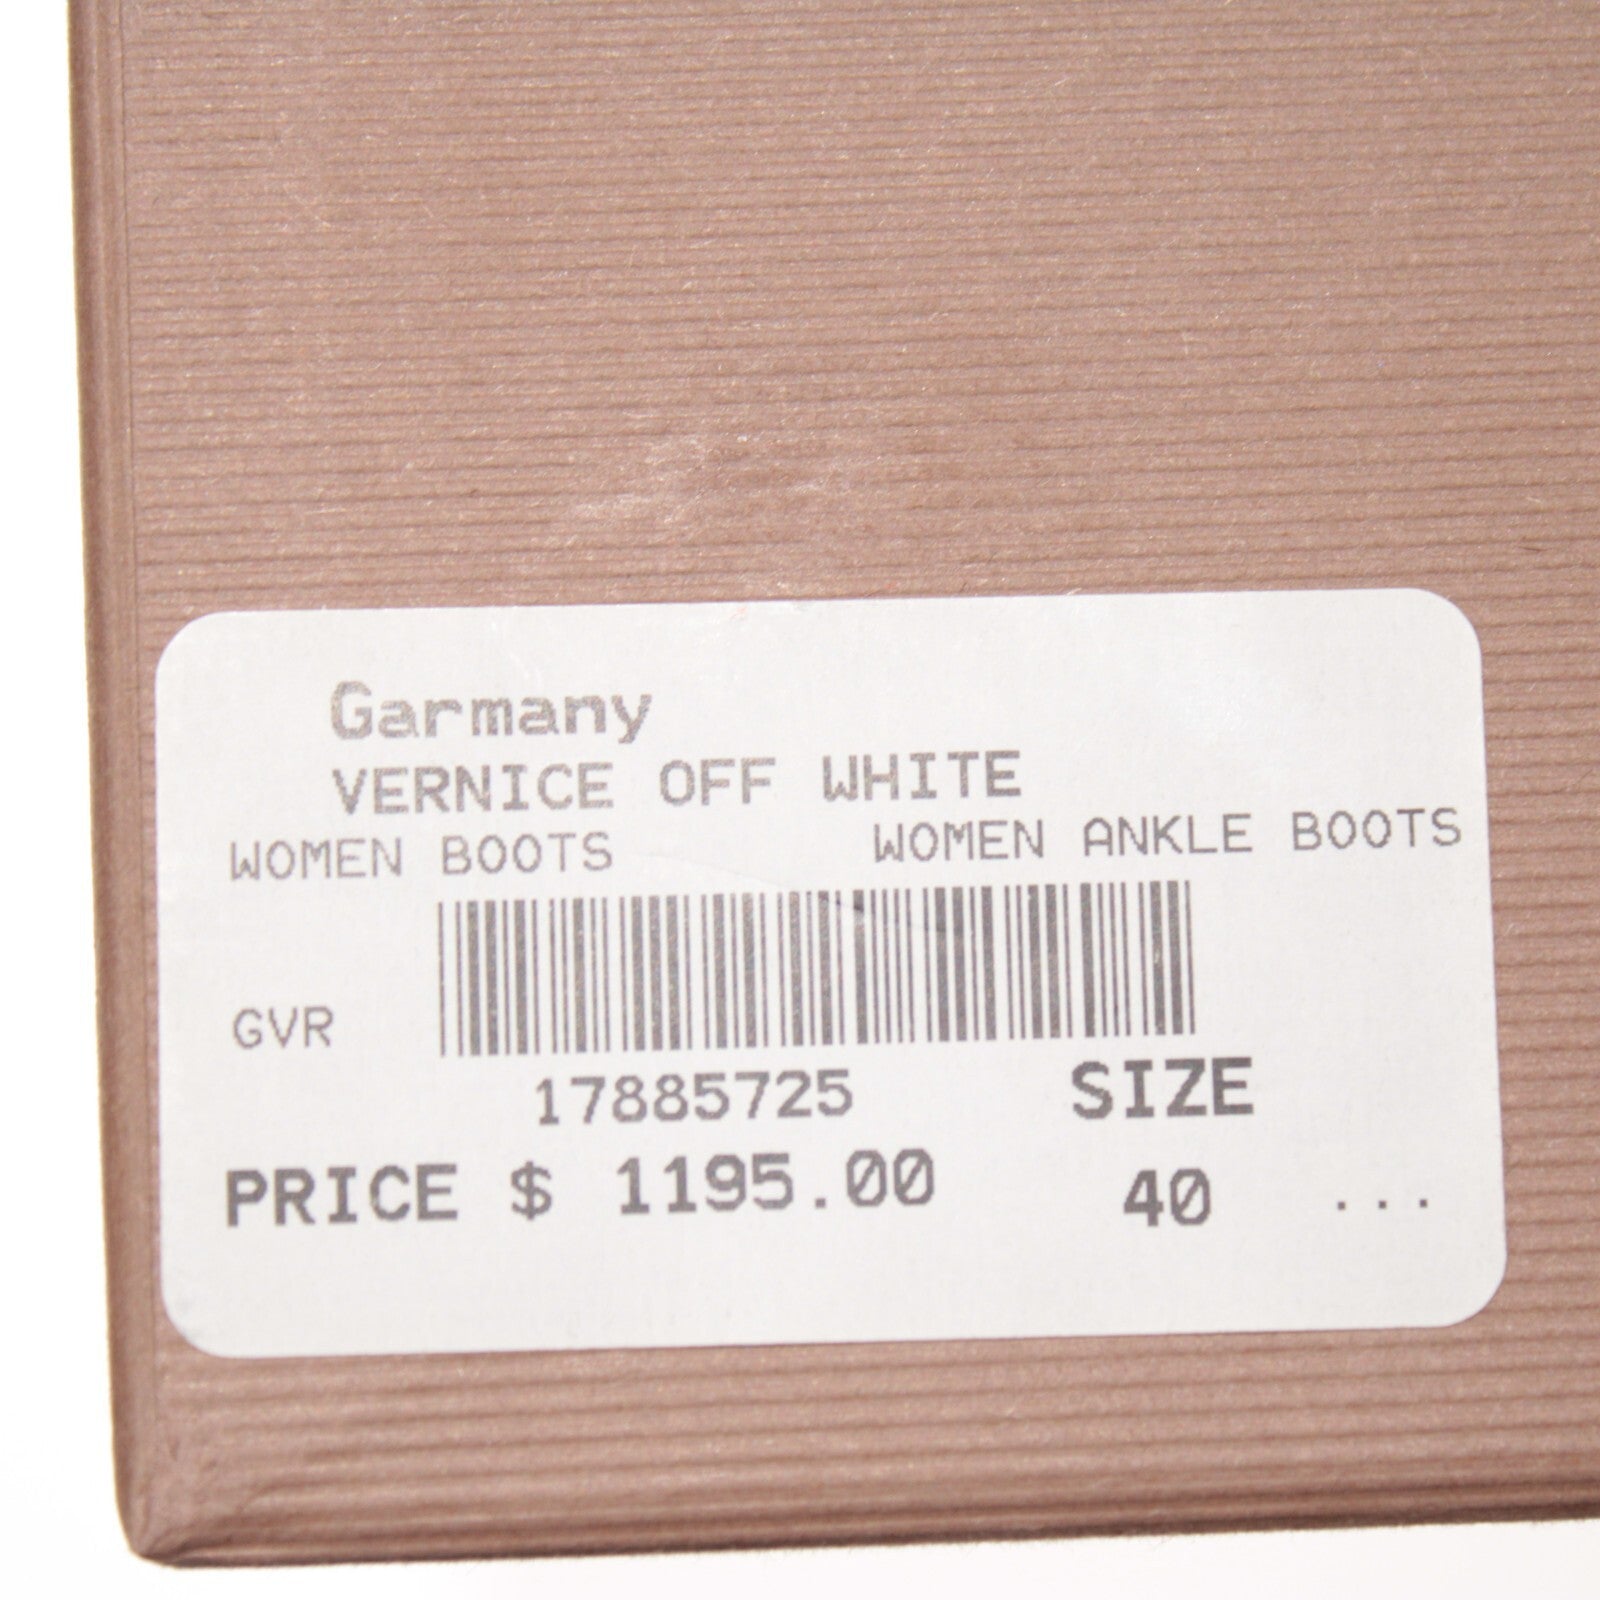 Garmany
VERNICE OFF WHITE
WOMEN BOOTS WOMEN ANKLE BOOTS
GVR
17885725 SIZE
PRICE $ 1195.00 40 ...